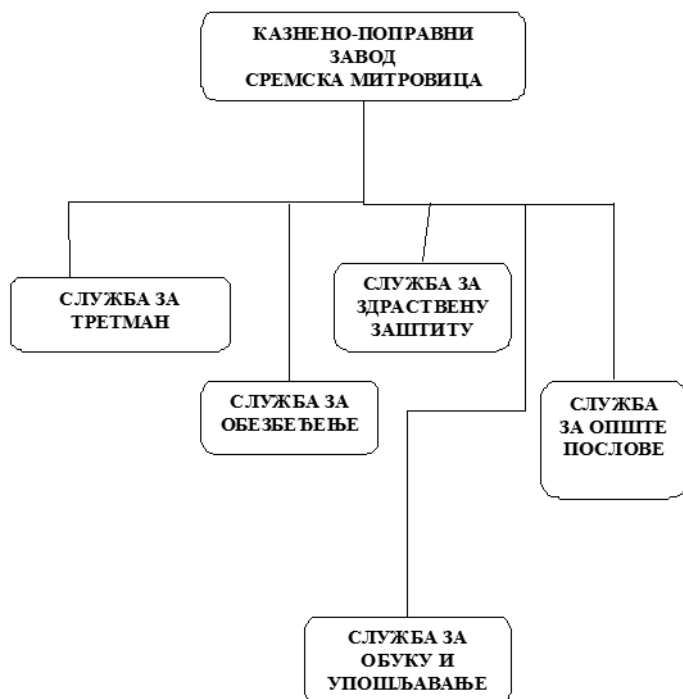 КАЗНЕНО-ПОПРАВНИ
ЗАВОД
СРЕМСКА МИТРОВИЦА
СЛУЖБА ЗА
ТРЕТМАН
СЛУЖБА ЗА
ЗДРАСТВЕНУ
ЗАШТИТУ
СЛУЖБА ЗА
ОБЕЗБЕЂЕЊЕ
СЛУЖБА
ЗА ОПШТЕ
ПОСЛОВЕ
СЛУЖБА ЗА
ОБУКУ И
УПОШЉАВАЊЕ